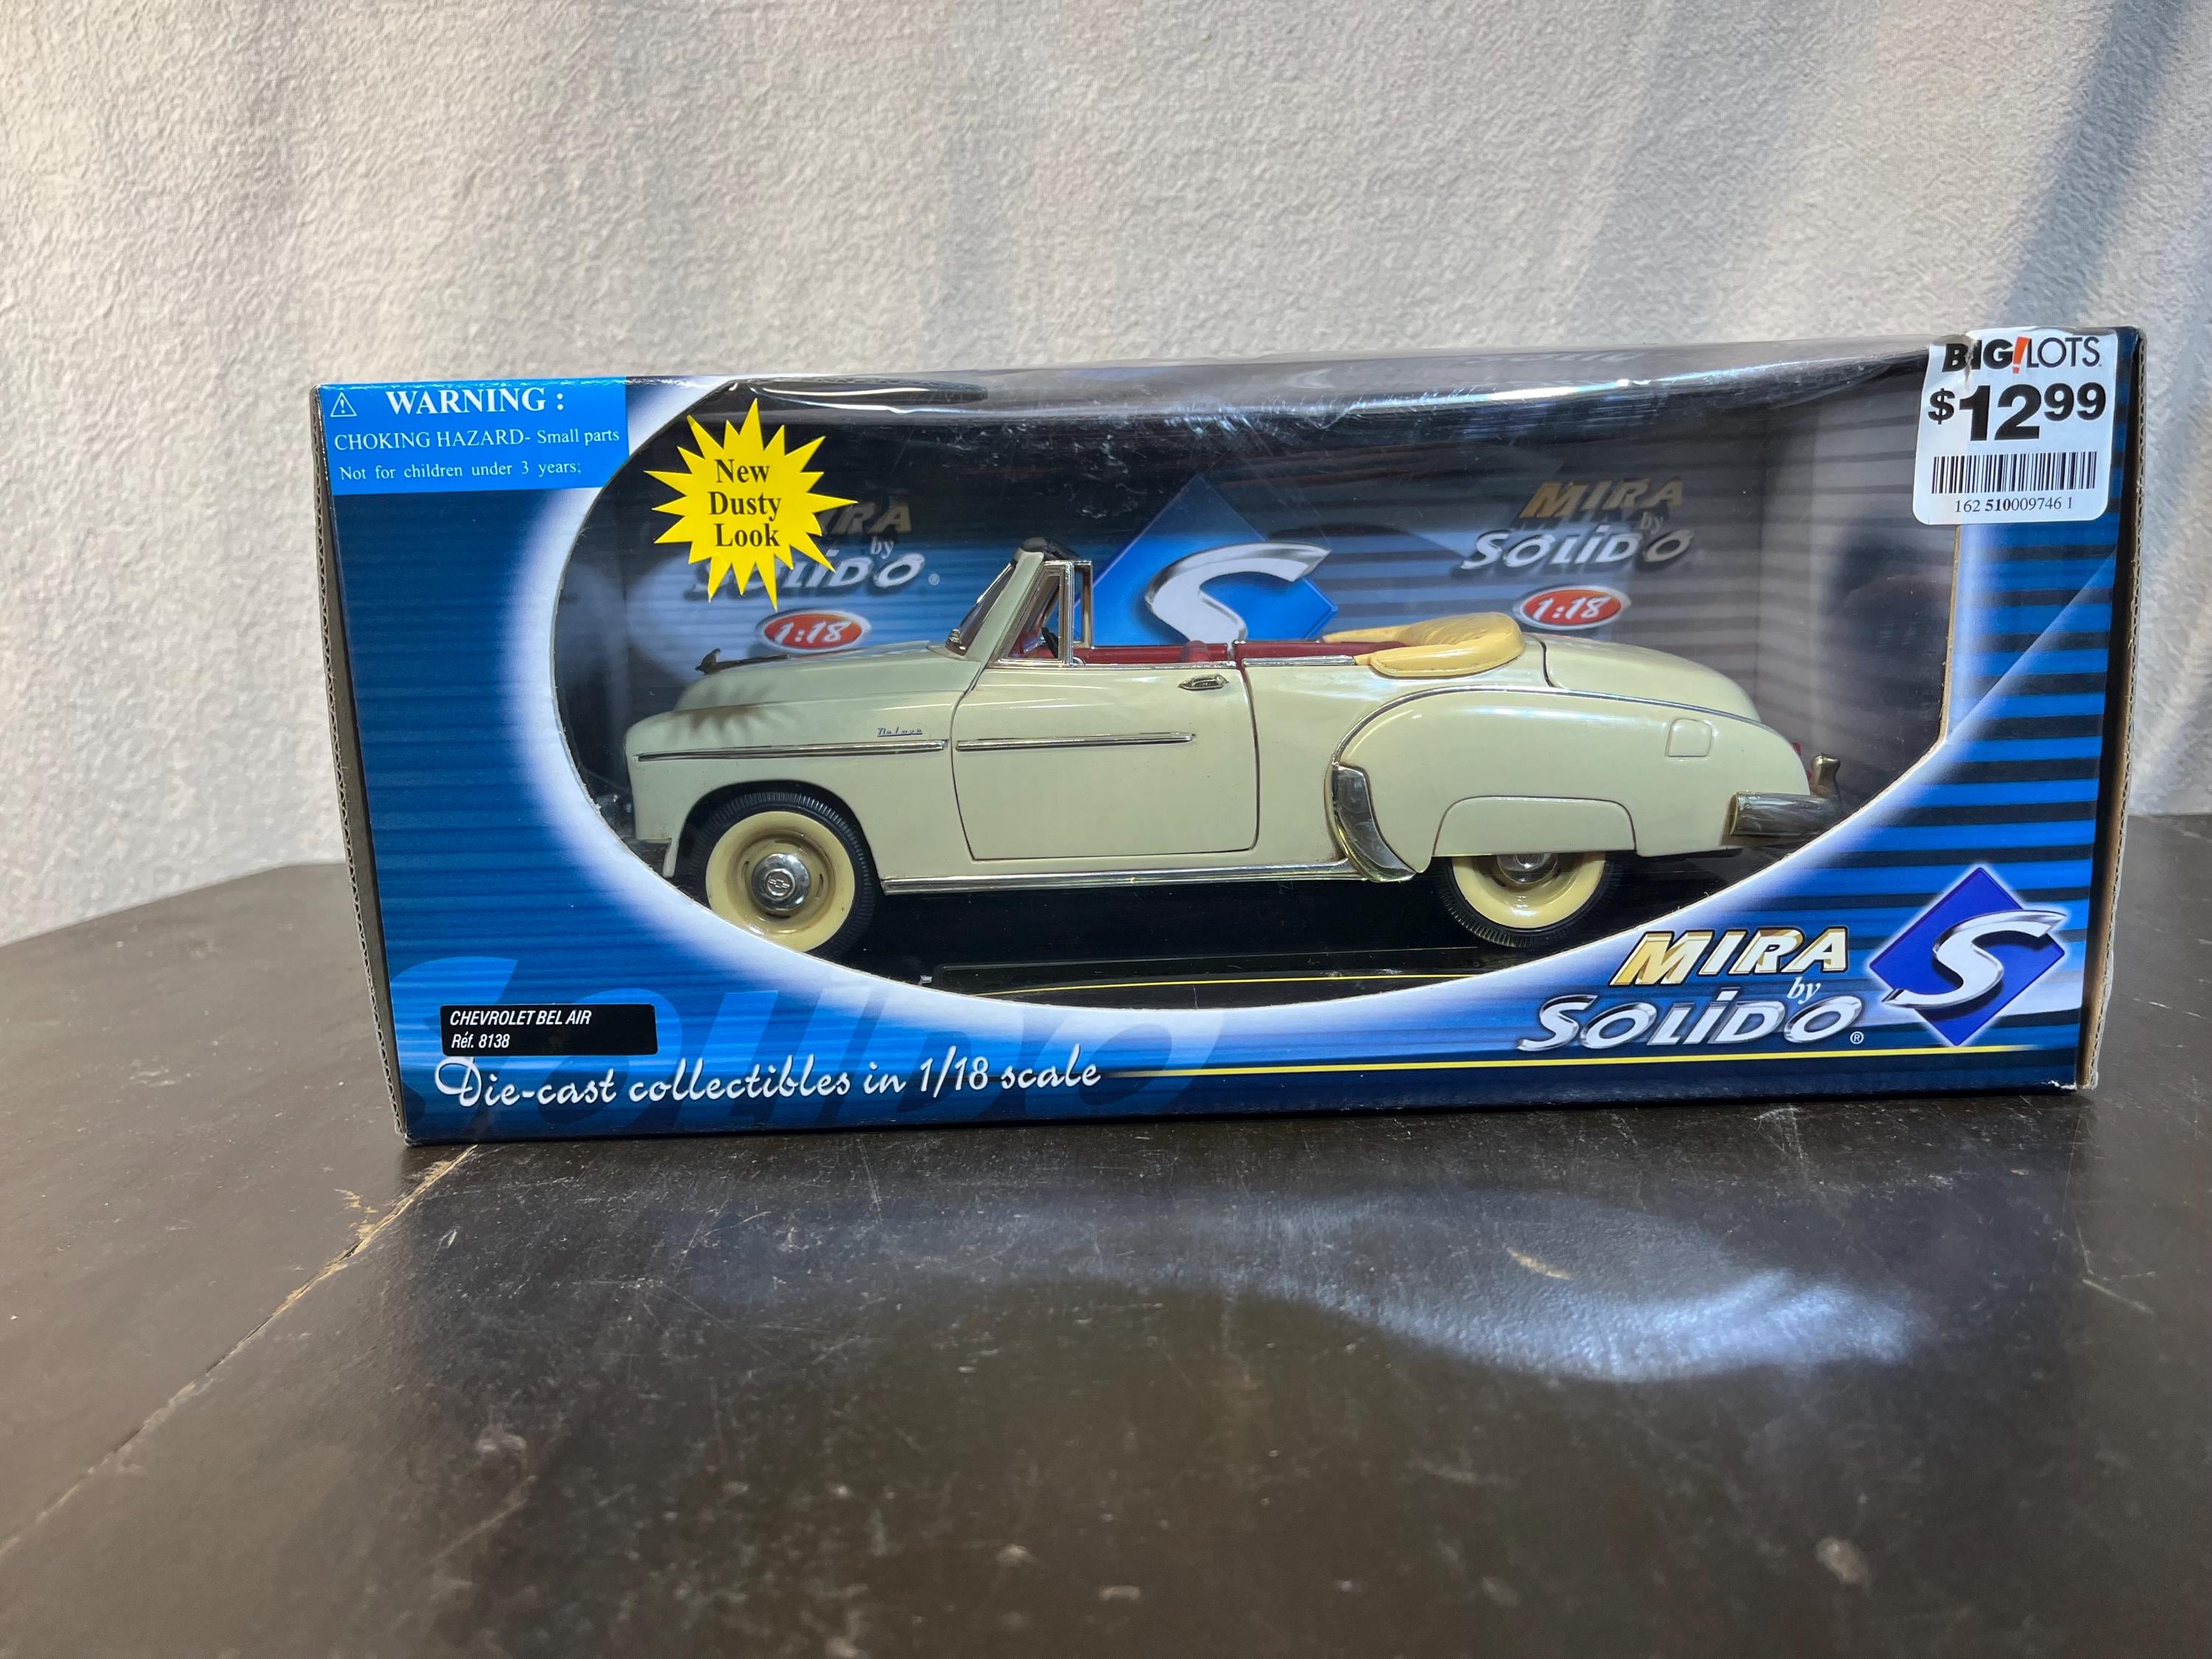 WARNING :
CHOKING HAZARD- Small parts
Not for children under 3 years;
New
Dusty
Look
BIG!LOTS
$12.99
162 510009746 1
by
SOLIDO®
1:18
MIRA
by
SOLIDO
1:18
MIRA
by
SOLIDO®
CHEVROLET BEL AIR
Réf. 8138
Die-cast collectibles in 1/18 scale
SOLIDO